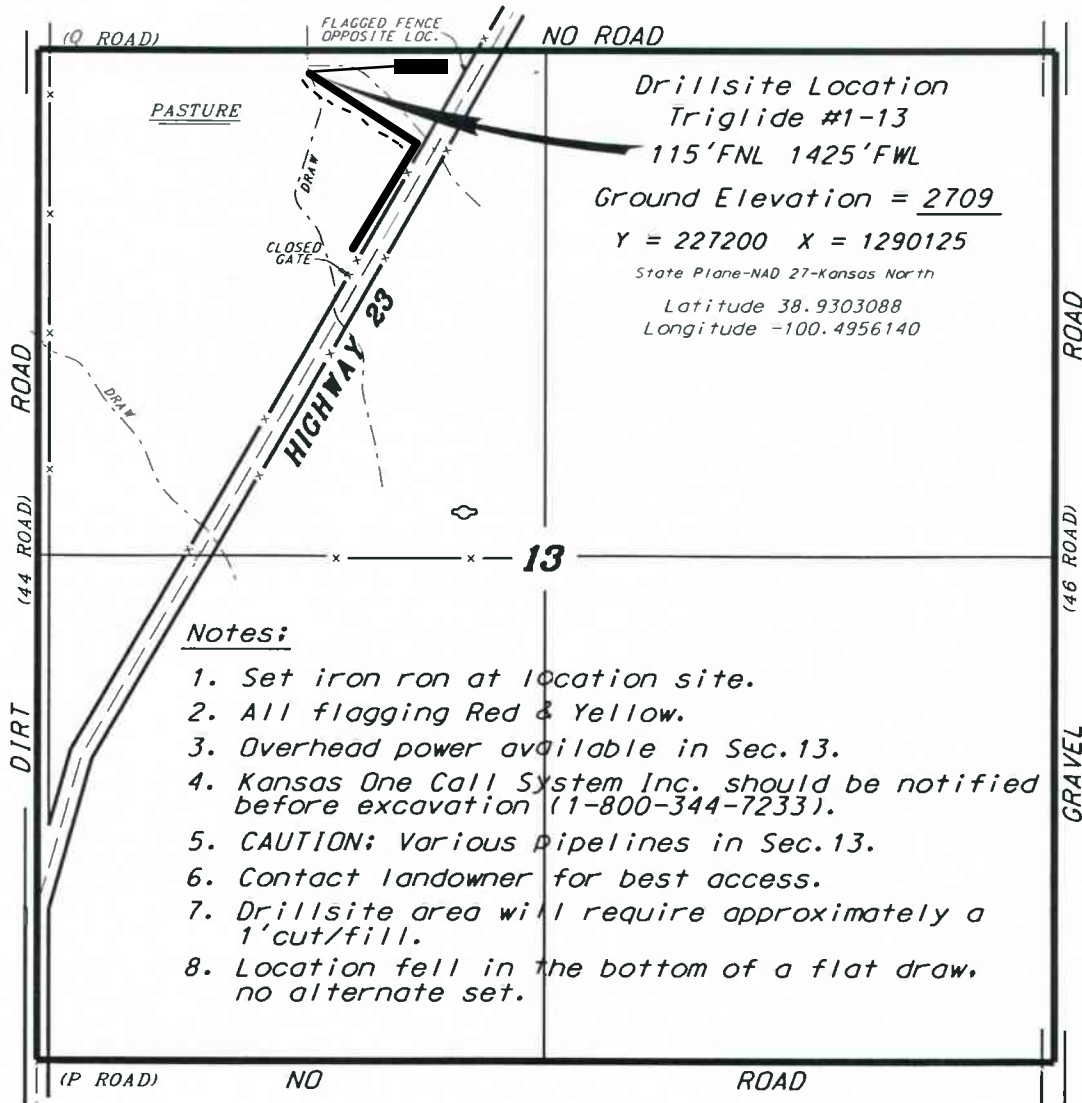 (Q ROAD)
FLAGGED FENCE
OPPOSITE LOC.
NO ROAD
PASTURE
Drillsite Location
Triglide #1-13
115'FNL 1425'FWL
Ground Elevation = 2709
Y = 227200 X = 1290125
State Plane-NAD 27-Kansas North
Latitude 38.9303088
Longitude -100.4956140
DRAW
CLOSED
GATE
HIGHWAY 23
DRAW
DIRT (44 ROAD) ROAD
GRAVEL (46 ROAD) ROAD
13
Notes:
1. Set iron ron at location site.
2. All flagging Red & Yellow.
3. Overhead power available in Sec.13.
4. Kansas One Call System Inc. should be notified
before excavation (1-800-344-7233).
5. CAUTION: Various pipelines in Sec.13.
6. Contact landowner for best access.
7. Drillsite area will require approximately a
1'cut/fill.
8. Location fell in the bottom of a flat draw,
no alternate set.
(P ROAD)
NO ROAD